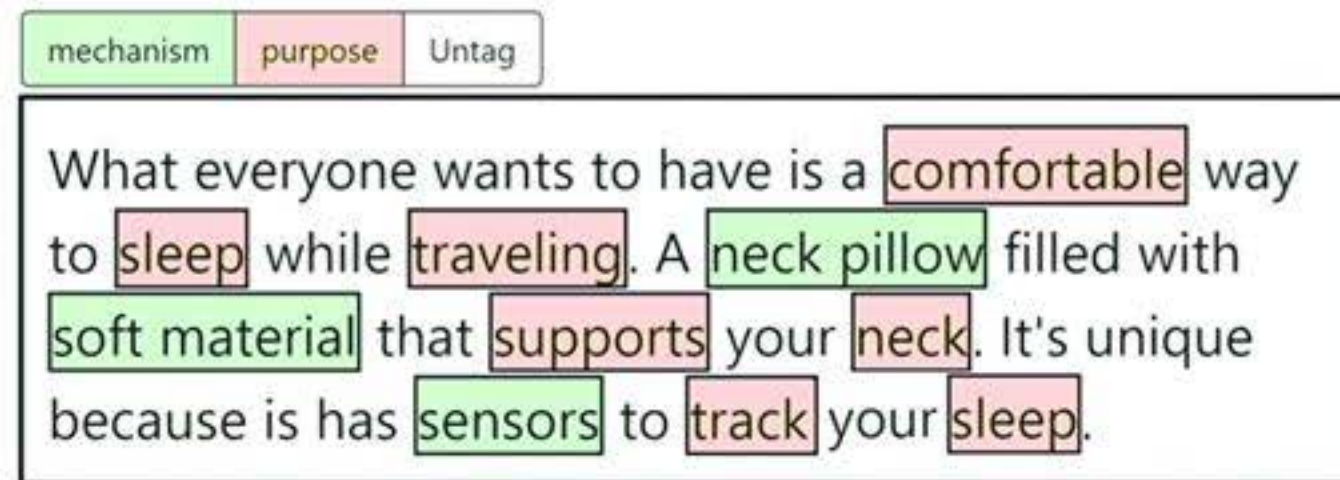 mechanism purpose Untag
What everyone wants to have is a comfortable way
to sleep while traveling. A neck pillow filled with
soft material that supports your neck. It's unique
because is has sensors to track your sleep.